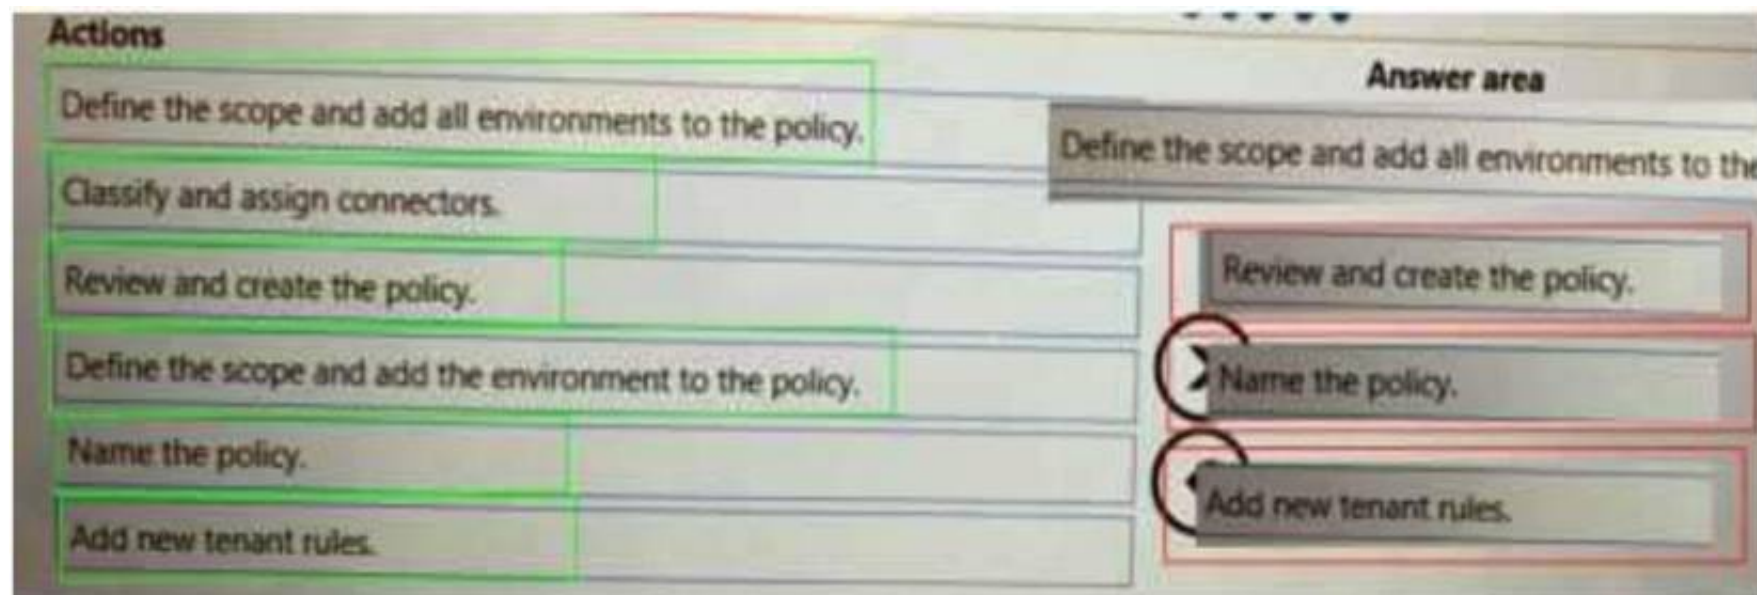 Actions
Define the scope and add all environments to the policy.
Classify and assign connectors.
Review and create the policy.
Define the scope and add the environment to the policy.
Name the policy.
Add new tenant rules.
Answer area
Define the scope and add all environments to the
Review and create the policy.
Name the policy.
Add new tenant rules.